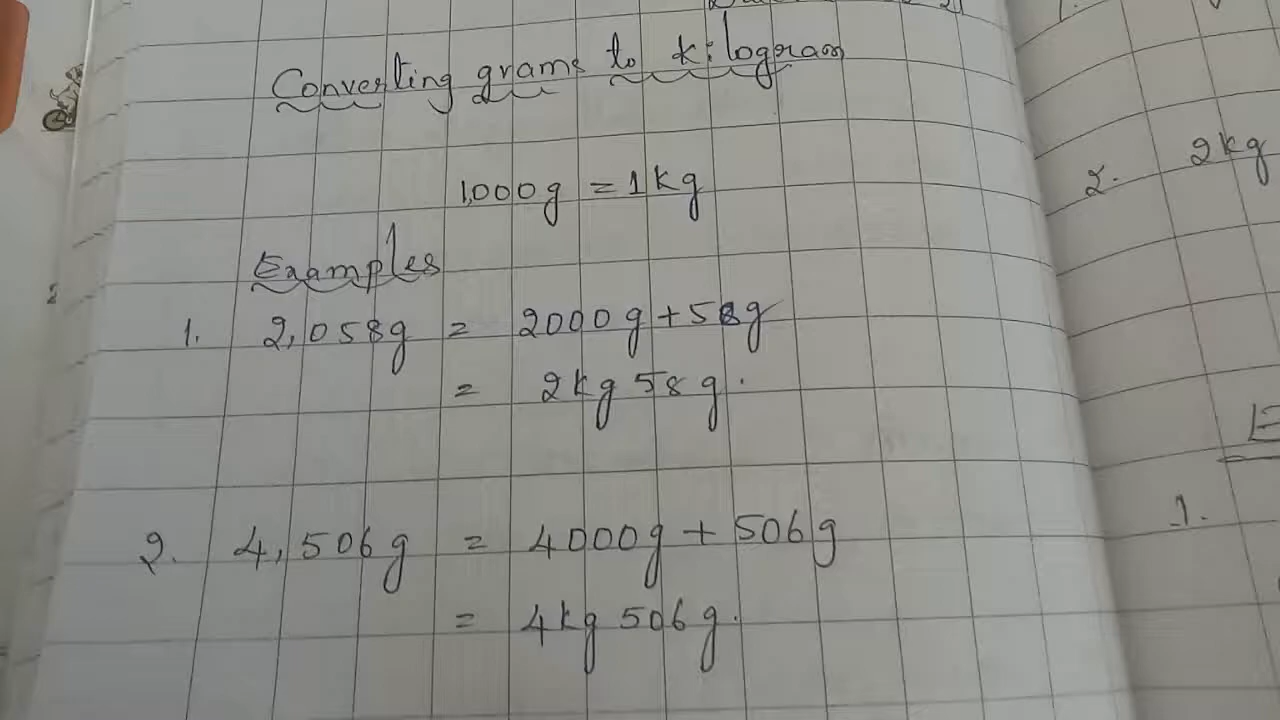 Converting grams to kilogram
1,000g = 1kg
Examples
1. 2,058g = 2000g + 58g
= 2kg 58g.
2. 4,506g = 4000g + 506g
= 4kg 506g.
2. 2kg
1.